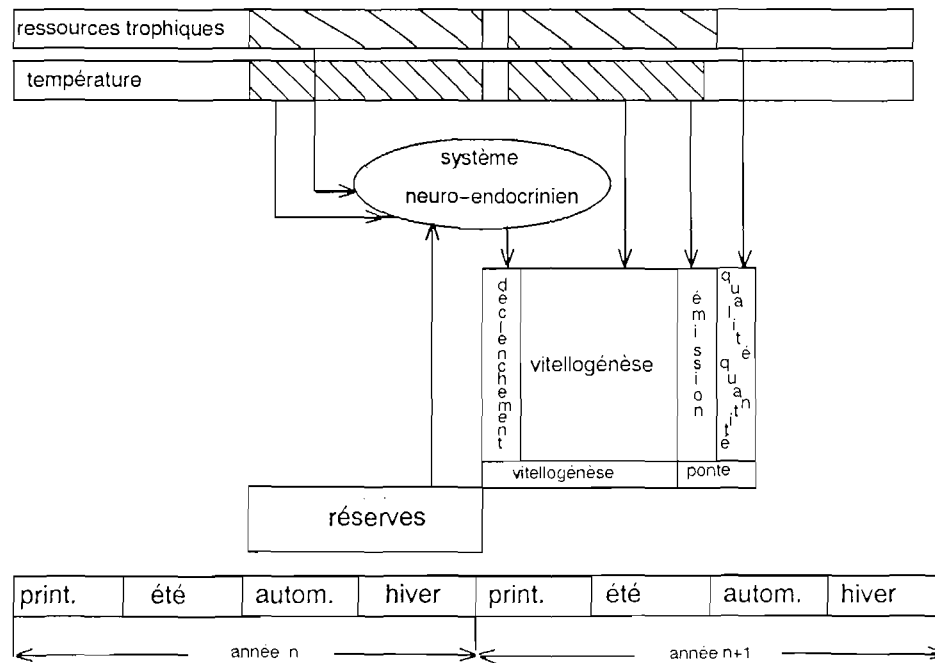 ressources trophiques
température
système
neuro-endocrinien
déclenchement
vitellogénèse
émission
qualité
quantité
vitellogénèse
ponte
réserves
print.
été
autom.
hiver
print.
été
autom.
hiver
année n
année n+1